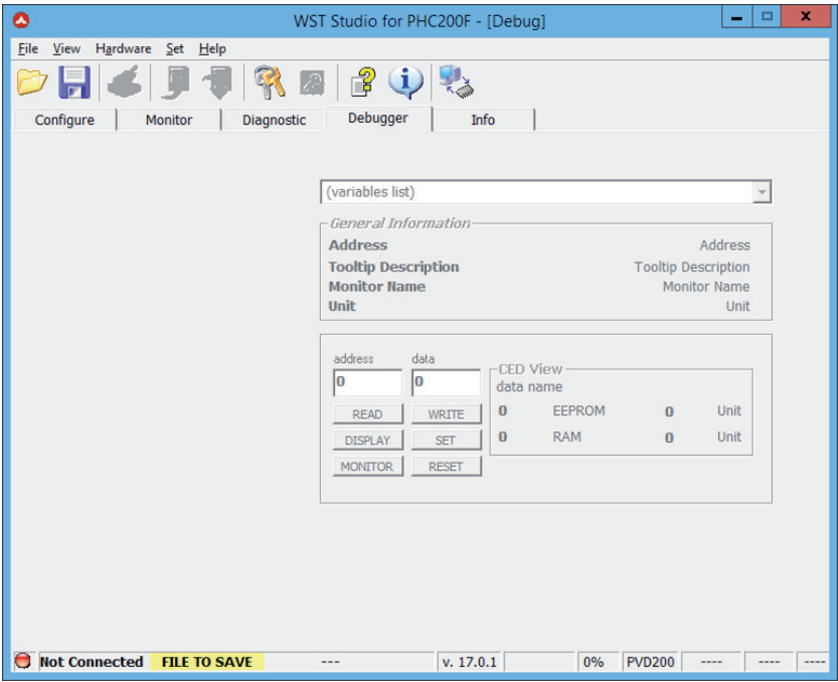 WST Studio for PHC200F - [Debug]
File View Hardware Set Help
Configure Monitor Diagnostic Debugger Info
(variables list)
General Information
Address Address
Tooltip Description Tooltip Description
Monitor Name Monitor Name
Unit Unit
address data
0 0
READ WRITE
DISPLAY SET
MONITOR RESET
CED View
data name
0 EEPROM 0 Unit
0 RAM 0 Unit
Not Connected FILE TO SAVE --- v. 17.0.1 0% PVD200 ---- ---- ----